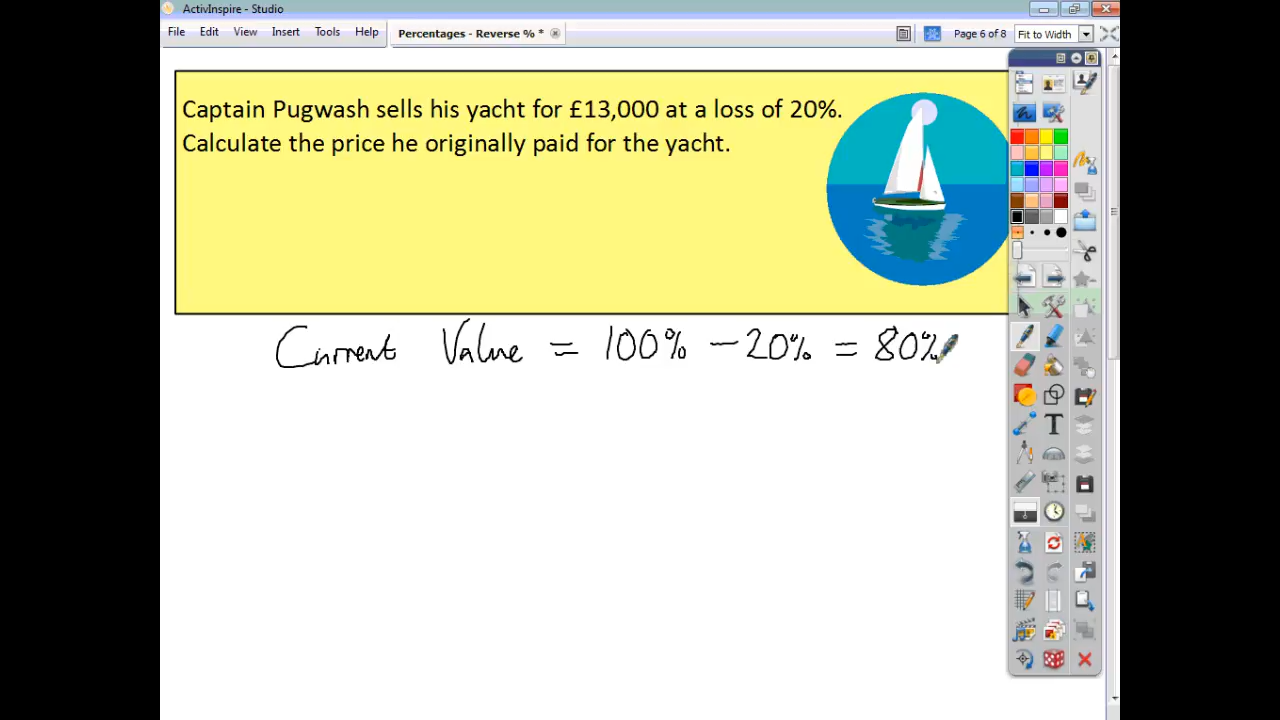 ActivInspire - Studio
File Edit View Insert Tools Help
Percentages - Reverse % *
Page 6 of 8
Fit to Width
Captain Pugwash sells his yacht for £13,000 at a loss of 20%.
Calculate the price he originally paid for the yacht.
Current Value = 100% - 20% = 80%